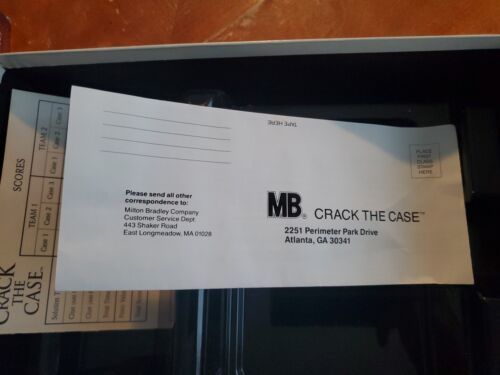 TAPE HERE
PLACE
FIRST
CLASS
STAMP
HERE
Please send all other
correspondence to:
Milton Bradley Company
Customer Service Dept.
443 Shaker Road
East Longmeadow, MA 01028
MB® CRACK THE CASE™
2251 Perimeter Park Drive
Atlanta, GA 30341
SCORES
TEAM 1
TEAM 2
Case 1
Case 2
Case 3
Case 1
Case 2
Case 3
CRACK
THE
CASE™